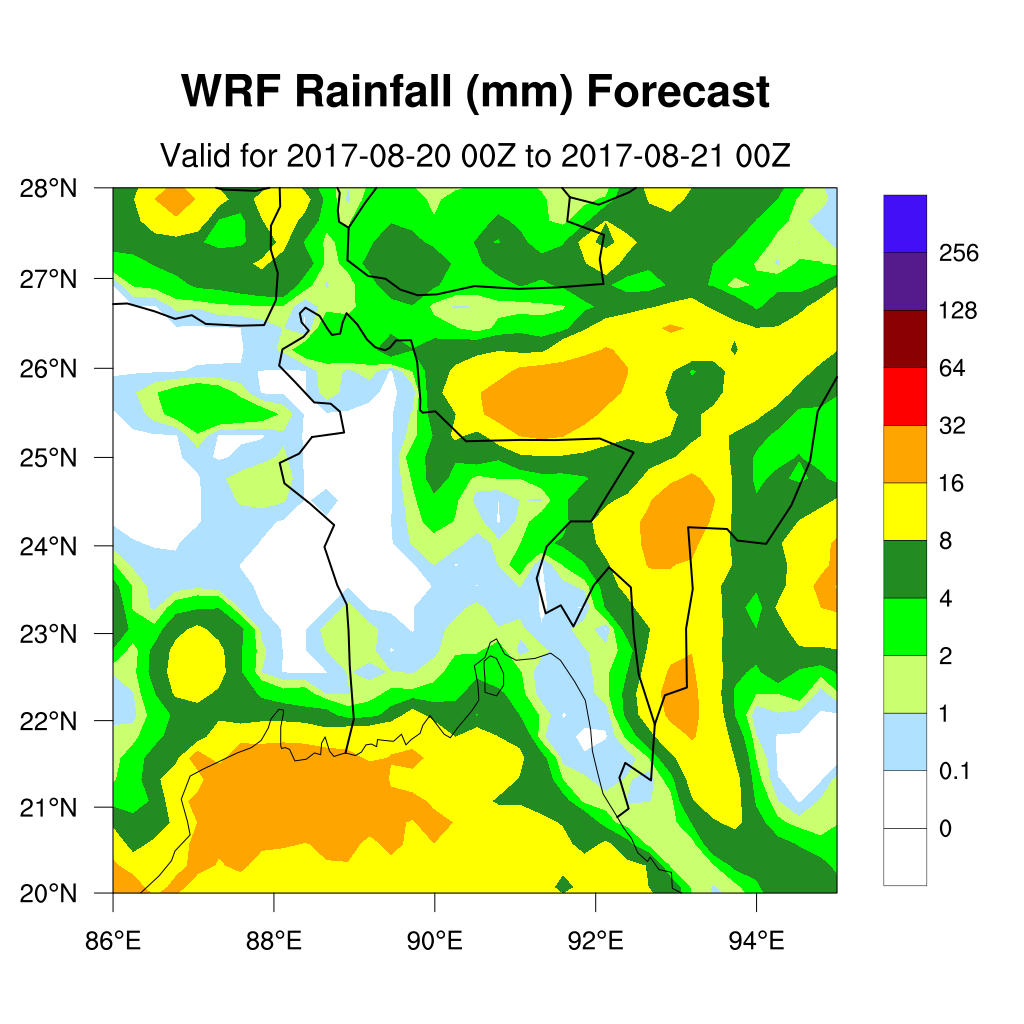 WRF Rainfall (mm) Forecast
Valid for 2017-08-20 00Z to 2017-08-21 00Z
28°N
27°N
26°N
25°N
24°N
23°N
22°N
21°N
20°N
86°E 88°E 90°E 92°E 94°E
256
128
64
32
16
8
4
2
1
0.1
0